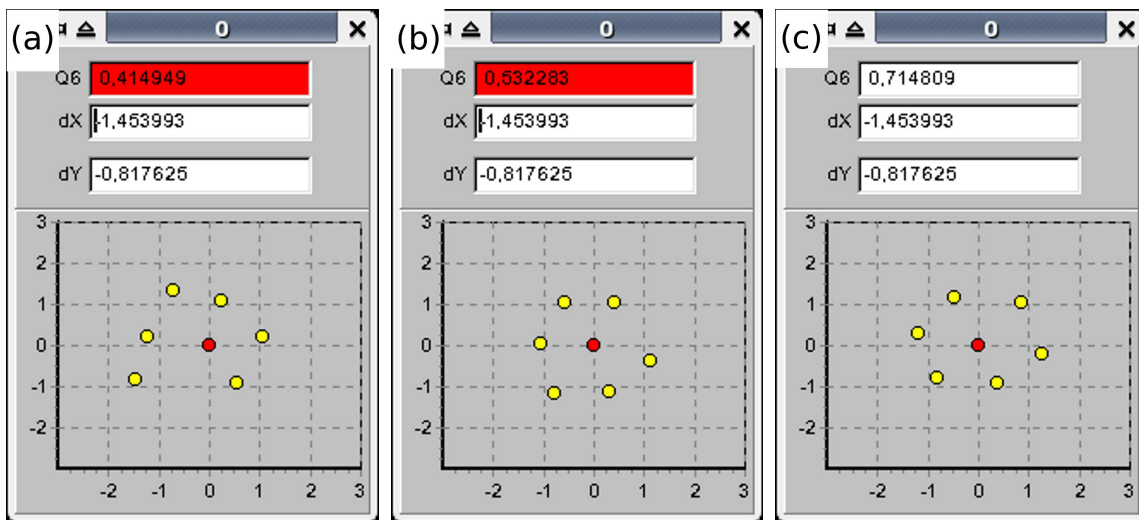 (a)
0
Q6 0,414949
dX -1,453993
dY -0,817625
3
2
1
0
-1
-2
-2 -1 0 1 2 3
(b)
0
Q6 0,532283
dX -1,453993
dY -0,817625
3
2
1
0
-1
-2
-2 -1 0 1 2 3
(c)
0
Q6 0,714809
dX -1,453993
dY -0,817625
3
2
1
0
-1
-2
-2 -1 0 1 2 3